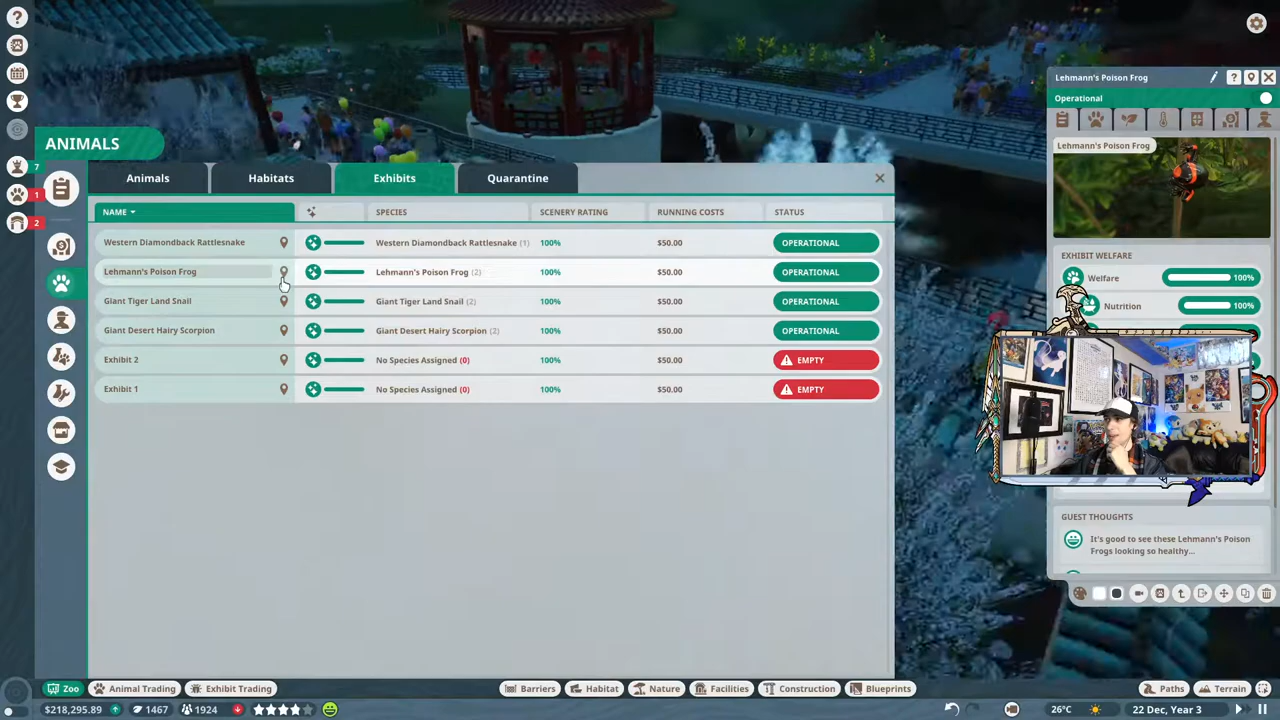 Lehmann's Poison Frog
Operational
ANIMALS
7
1
2
Animals
Habitats
Exhibits
Quarantine
NAME
SPECIES
SCENERY RATING
RUNNING COSTS
STATUS
Western Diamondback Rattlesnake
Western Diamondback Rattlesnake (1)
100%
$50.00
OPERATIONAL
Lehmann's Poison Frog
Lehmann's Poison Frog (2)
100%
$50.00
OPERATIONAL
Giant Tiger Land Snail
Giant Tiger Land Snail (2)
100%
$50.00
OPERATIONAL
Giant Desert Hairy Scorpion
Giant Desert Hairy Scorpion (2)
100%
$50.00
OPERATIONAL
Exhibit 2
No Species Assigned (0)
100%
$50.00
EMPTY
Exhibit 1
No Species Assigned (0)
100%
$50.00
EMPTY
Lehmann's Poison Frog
EXHIBIT WELFARE
Welfare
100%
Nutrition
100%
GUEST THOUGHTS
It's good to see these Lehmann's Poison
Frogs looking so healthy...
Zoo
Animal Trading
Exhibit Trading
Barriers
Habitat
Nature
Facilities
Construction
Blueprints
Paths
Terrain
$218,295.89
1467
1924
26°C
22 Dec, Year 3